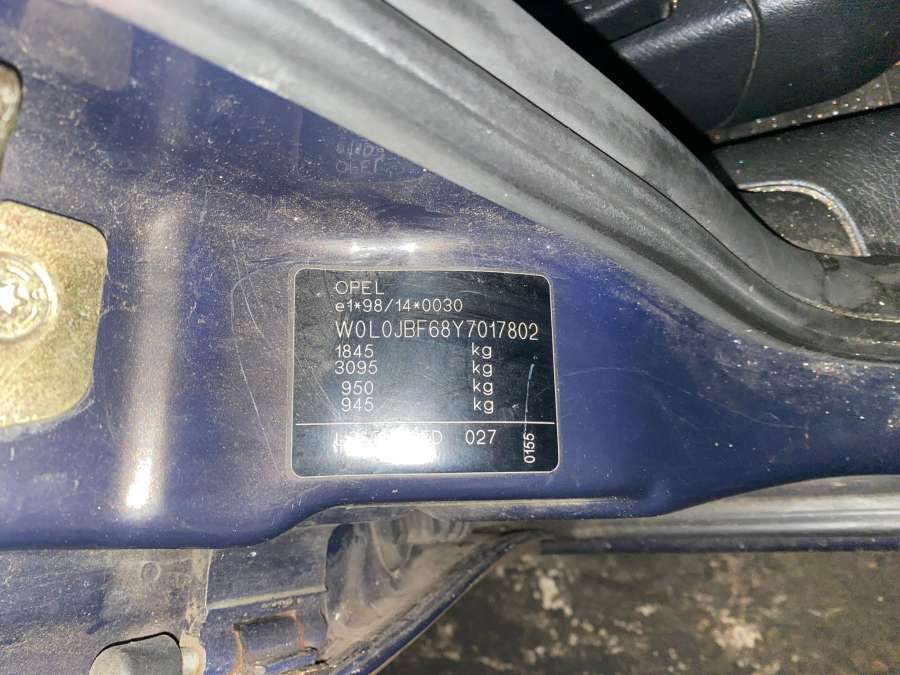 OPEL
e1*98/14*0030
W0L0JBF68Y7017802
1845 kg
3095 kg
950 kg
945 kg
027
0155